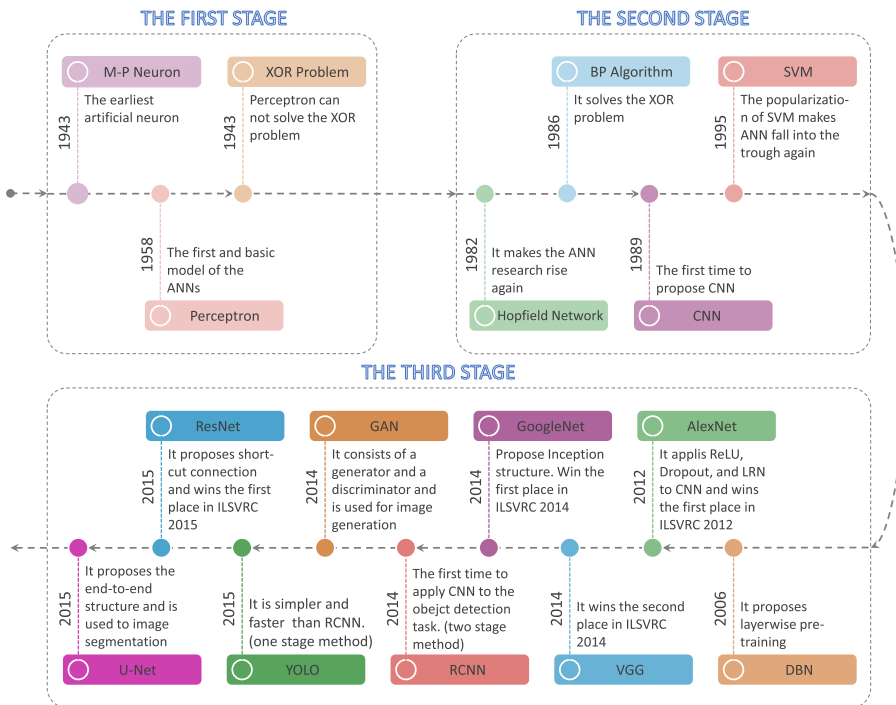 THE FIRST STAGE
M-P Neuron
1943
The earliest
artificial neuron
XOR Problem
1943
Perceptron can
not solve the XOR
problem
1958
The first and basic
model of the
ANNs
Perceptron
THE SECOND STAGE
BP Algorithm
1986
It solves the XOR
problem
SVM
1995
The popularizatio-
n of SVM makes
ANN fall into the
trough again
1982
It makes the ANN
research rise
again
Hopfield Network
1989
The first time to
propose CNN
CNN
THE THIRD STAGE
ResNet
2015
It proposes short-
cut connection
and wins the first
place in ILSVRC
2015
GAN
2014
It consists of a
generator and a
discriminator and
is used for image
generation
GoogleNet
2014
Propose Inception
structure. Win the
first place in
ILSVRC 2014
AlexNet
2012
It applis ReLU,
Dropout, and LRN
to CNN and wins
the first place in
ILSVRC 2012
2015
It proposes the
end-to-end
structure and is
used to image
segmentation
U-Net
2015
It is simpler and
faster than RCNN.
(one stage method)
YOLO
2014
The first time to
apply CNN to the
obejct detection
task. (two stage
method)
RCNN
2014
It wins the second
place in ILSVRC
2014
VGG
2006
It proposes
layerwise pre-
training
DBN